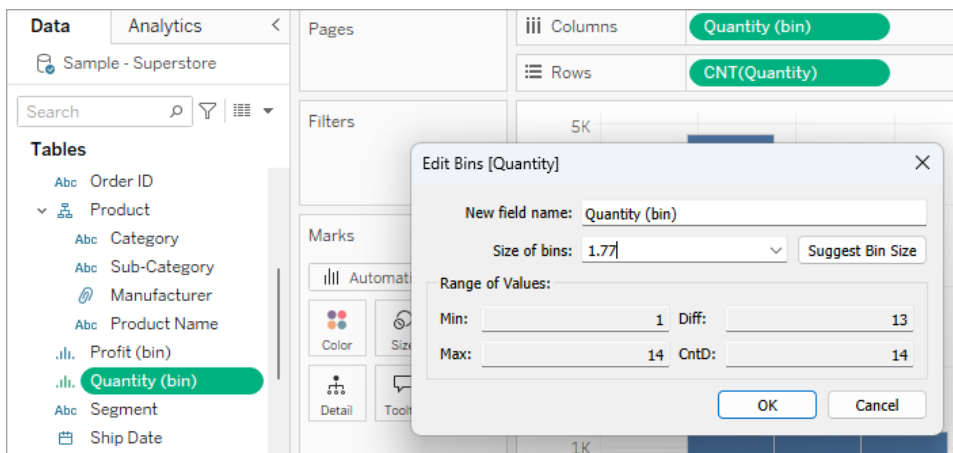 Data Analytics
Sample - Superstore
Search
Tables
Abc Order ID
Product
Abc Category
Abc Sub-Category
Manufacturer
Abc Product Name
Profit (bin)
Quantity (bin)
Abc Segment
Ship Date
Pages
Filters
Marks
Color
Detail
Columns Quantity (bin)
Rows CNT(Quantity)
5K
Edit Bins [Quantity]
New field name: Quantity (bin)
Size of bins: 1.77 Suggest Bin Size
Range of Values:
Min: 1 Diff: 13
Max: 14 CntD: 14
OK Cancel
1K